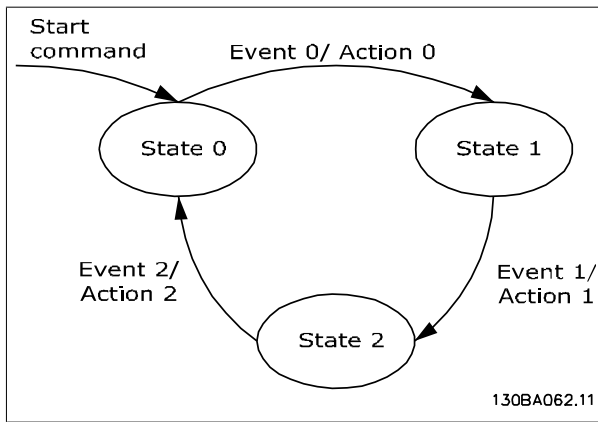 Start
command
Event 0/ Action 0
State 0
State 1
Event 2/
Action 2
Event 1/
Action 1
State 2
130BA062.11